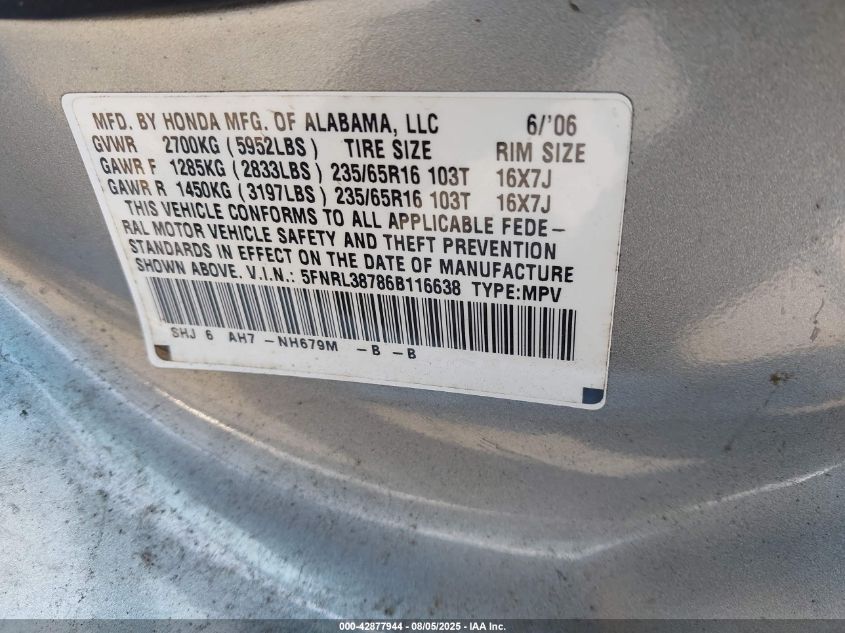 MFD. BY HONDA MFG. OF ALABAMA, LLC 6/'06
GVWR 2700KG (5952LBS) TIRE SIZE RIM SIZE
GAWR F 1285KG (2833LBS) 235/65R16 103T 16X7J
GAWR R 1450KG (3197LBS) 235/65R16 103T 16X7J
THIS VEHICLE CONFORMS TO ALL APPLICABLE FEDE-
RAL MOTOR VEHICLE SAFETY AND THEFT PREVENTION
STANDARDS IN EFFECT ON THE DATE OF MANUFACTURE
SHOWN ABOVE. V.I.N.: 5FNRL38786B116638 TYPE:MPV
SHJ 6 AH7 -NH679M -B -B
000-42877944 - 08/05/2025 - IAA Inc.